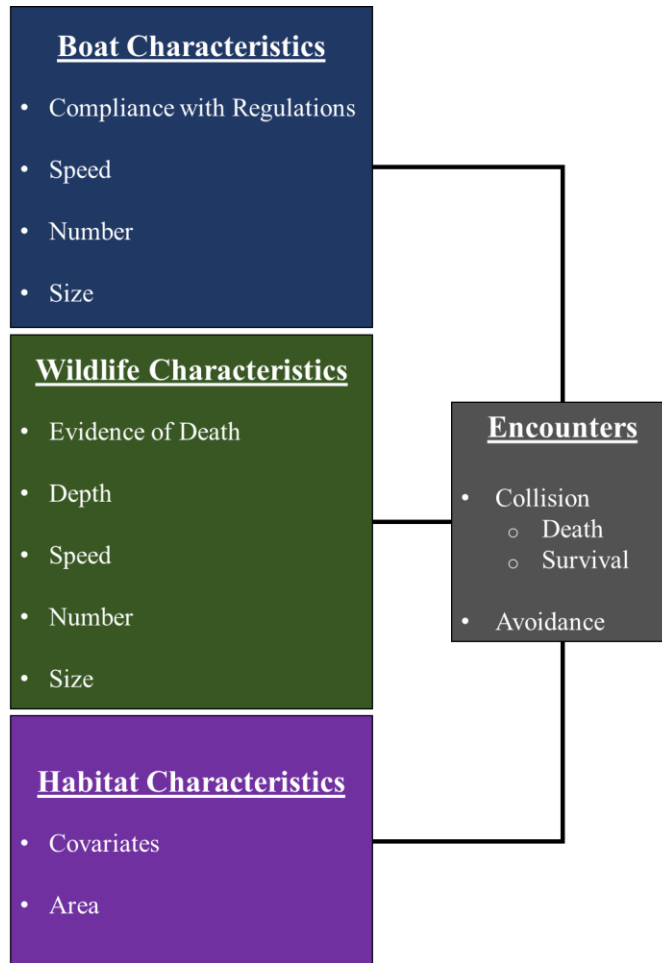 Boat Characteristics
• Compliance with Regulations
• Speed
• Number
• Size
Wildlife Characteristics
• Evidence of Death
• Depth
• Speed
• Number
• Size
Habitat Characteristics
• Covariates
• Area
Encounters
• Collision
o Death
o Survival
• Avoidance